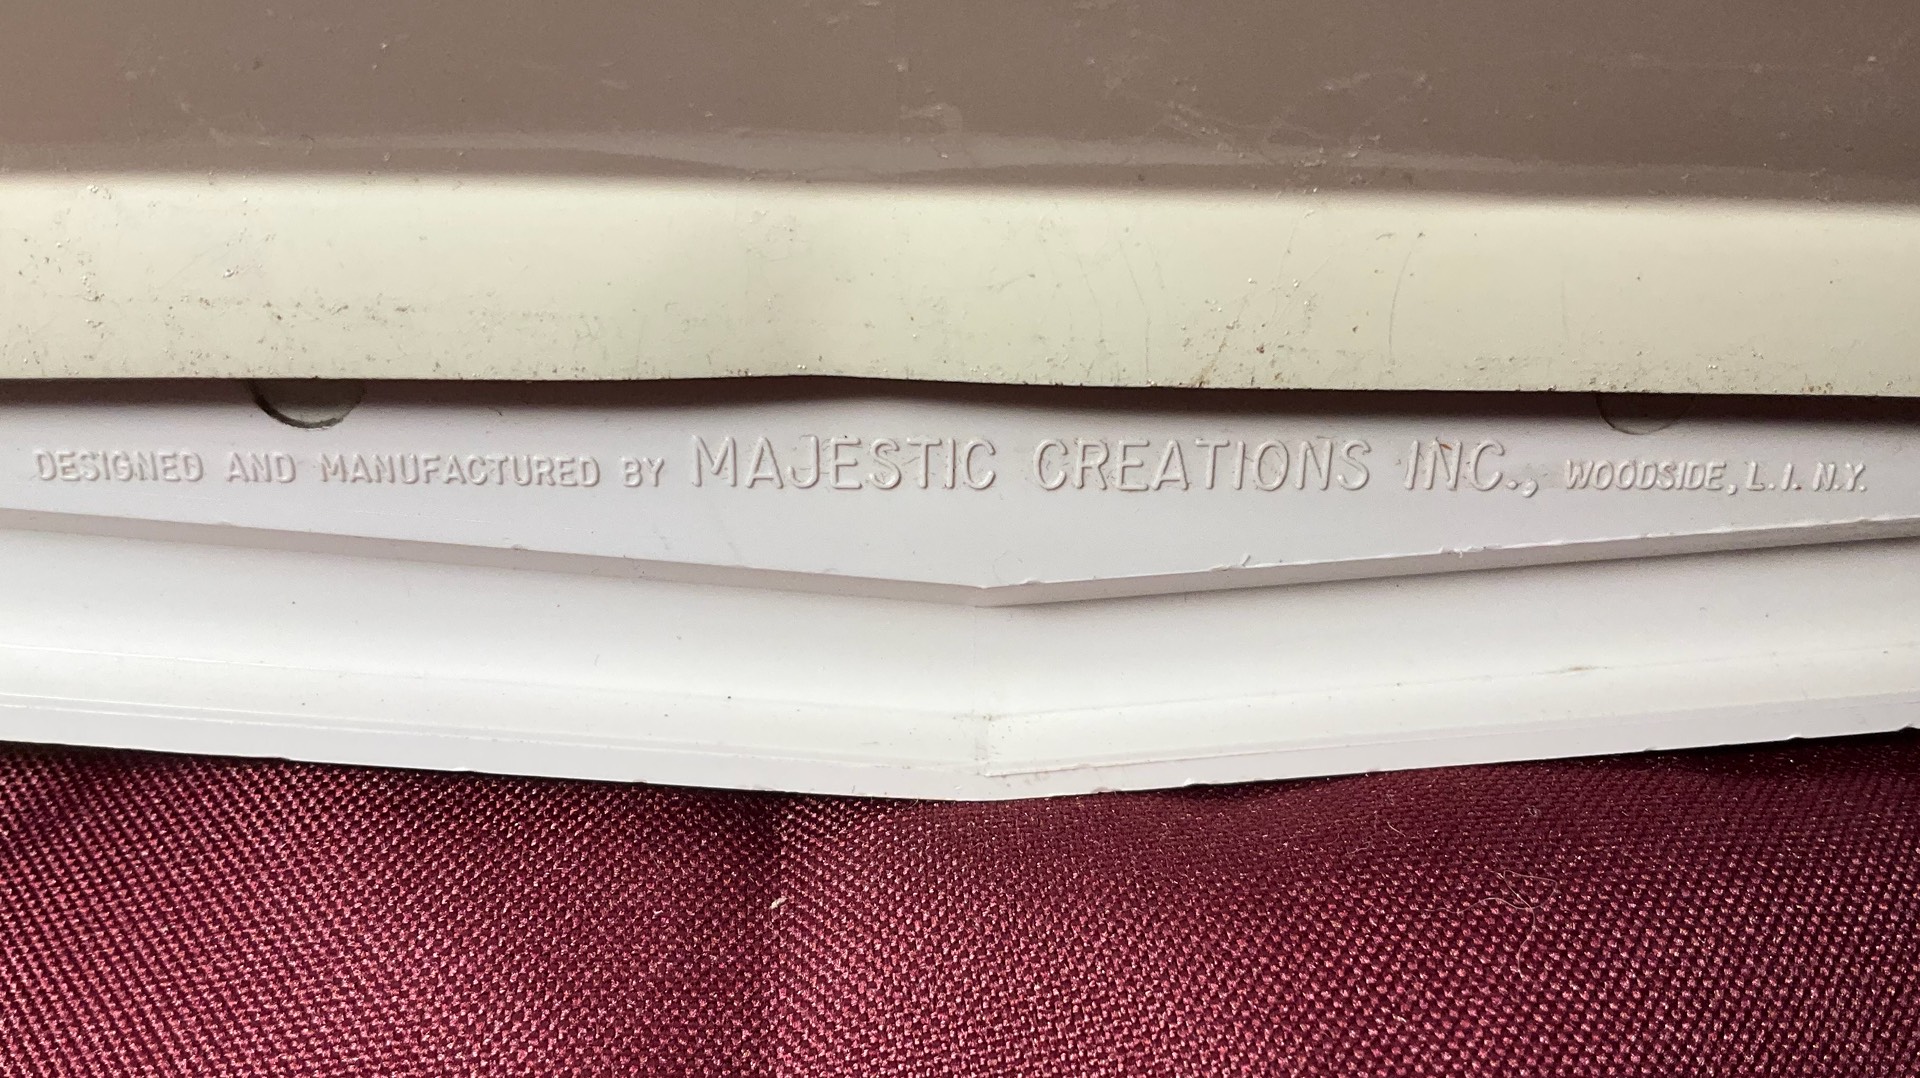 DESIGNED AND MANUFACTURED BY MAJESTIC CREATIONS INC., WOODSIDE, L.I. N.Y.